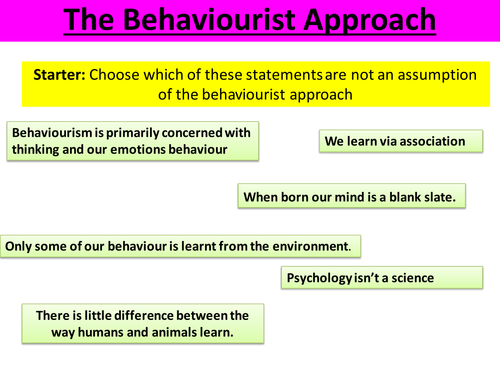 The Behaviourist Approach
Starter: Choose which of these statements are not an assumption
of the behaviourist approach
Behaviourism is primarily concerned with
thinking and our emotions behaviour
We learn via association
When born our mind is a blank slate.
Only some of our behaviour is learnt from the environment.
Psychology isn't a science
There is little difference between the
way humans and animals learn.